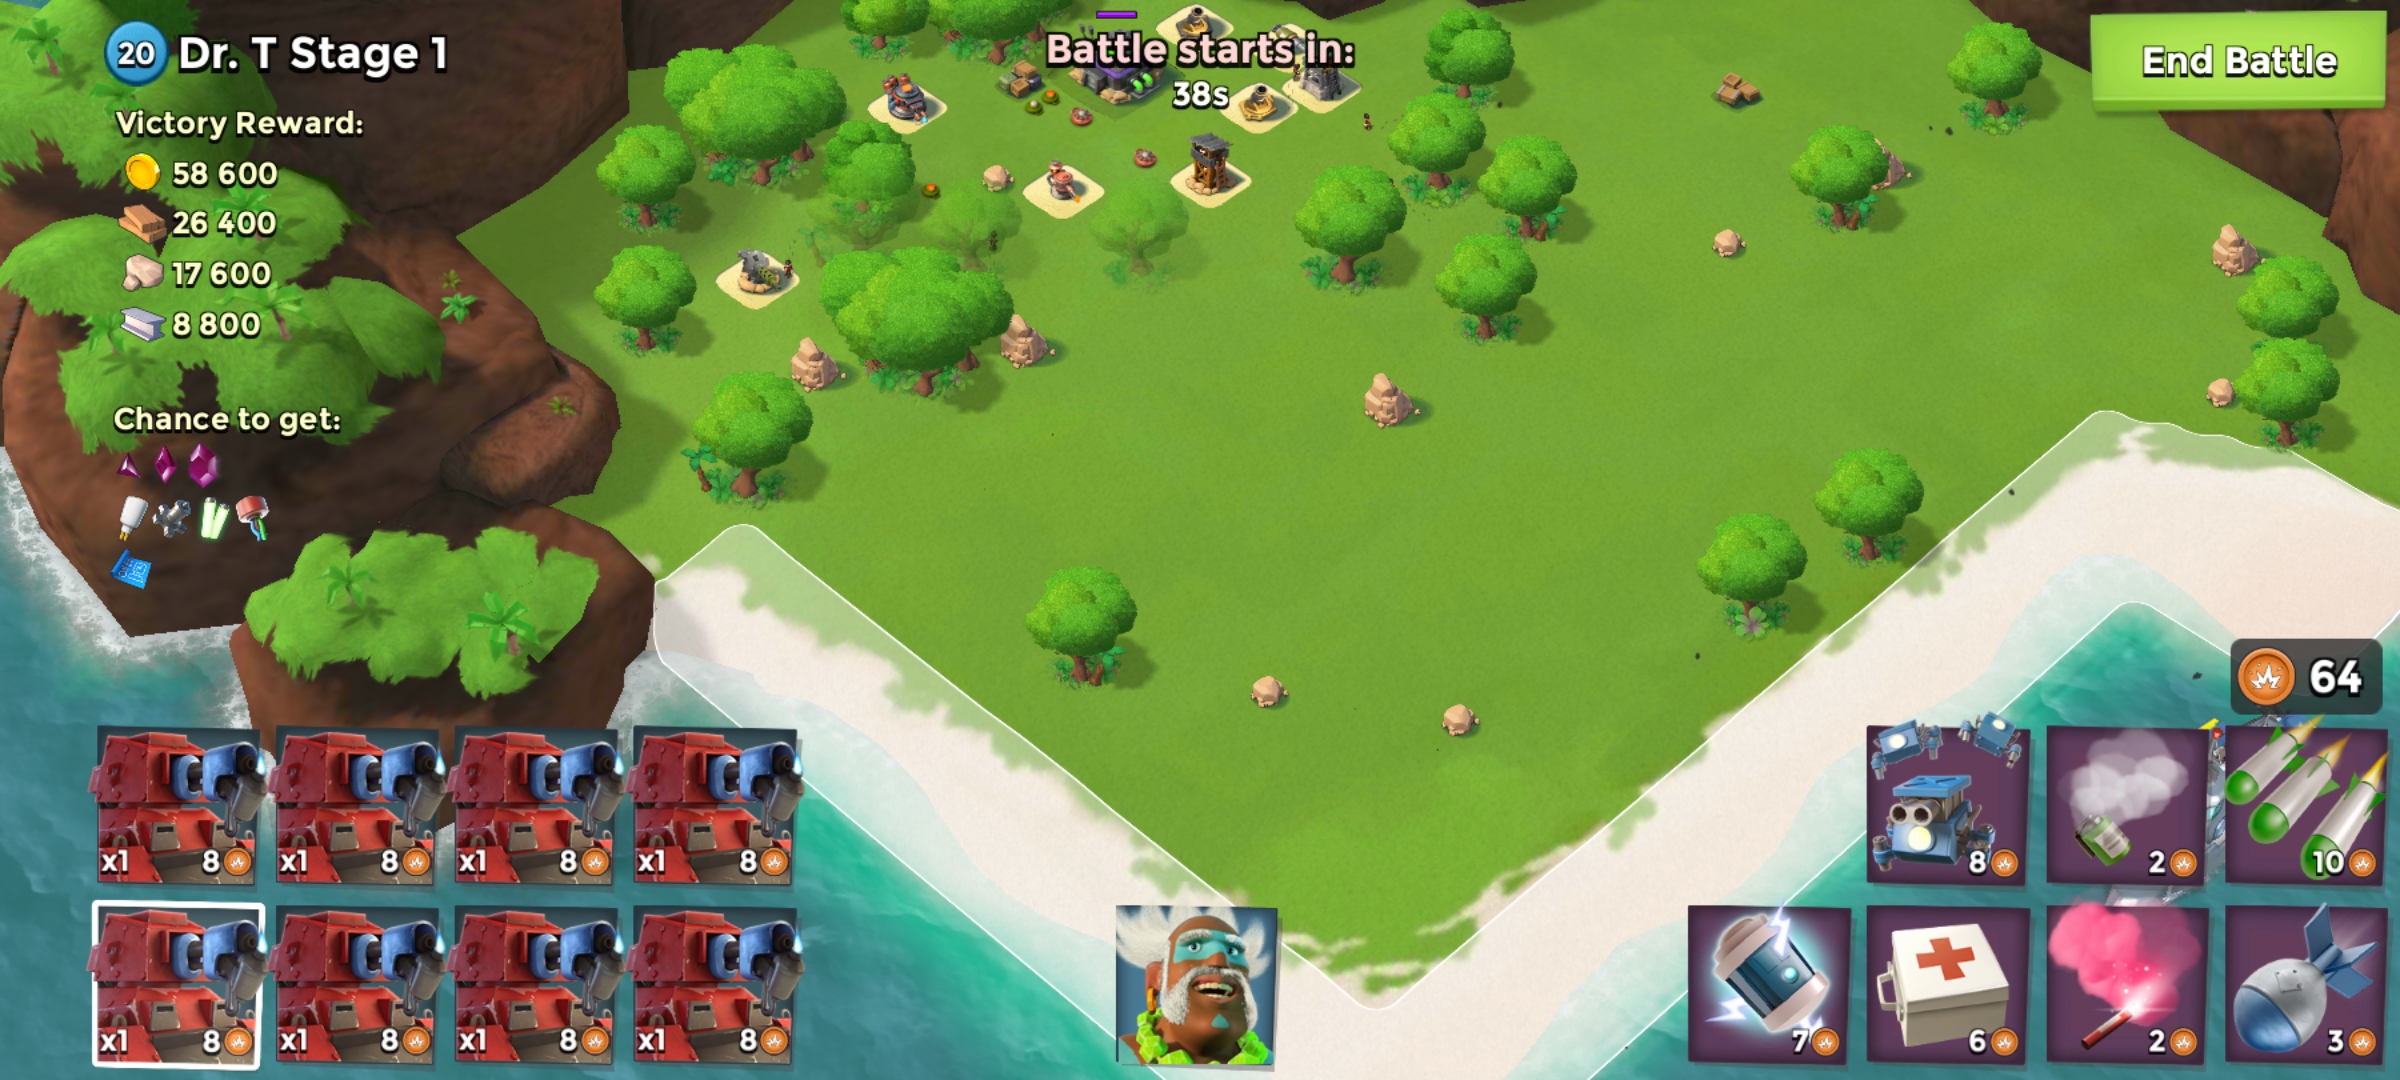 20 Dr. T Stage 1
Victory Reward:
58 600
26 400
17 600
8 800
Chance to get:
Battle starts in:
38s
End Battle
64
x1 8 x1 8 x1 8 x1 8
8 2 10
x1 8 x1 8 x1 8 x1 8
7 6 2 3